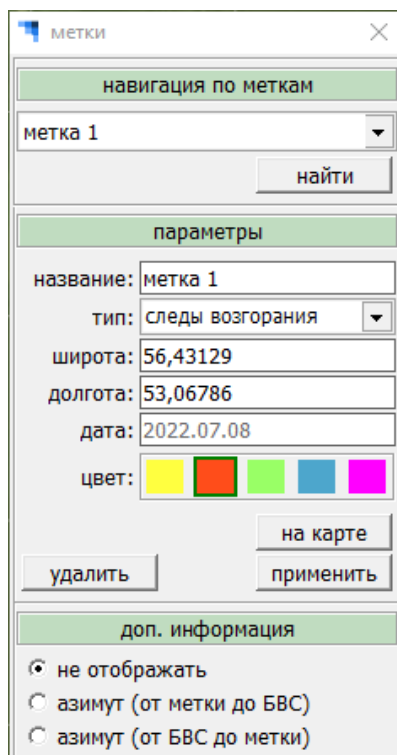 метки
навигация по меткам
метка 1
найти
параметры
название: метка 1
тип: следы возгорания
широта: 56,43129
долгота: 53,06786
дата: 2022.07.08
цвет:
на карте
удалить применить
доп. информация
не отображать
азимут (от метки до БВС)
азимут (от БВС до метки)